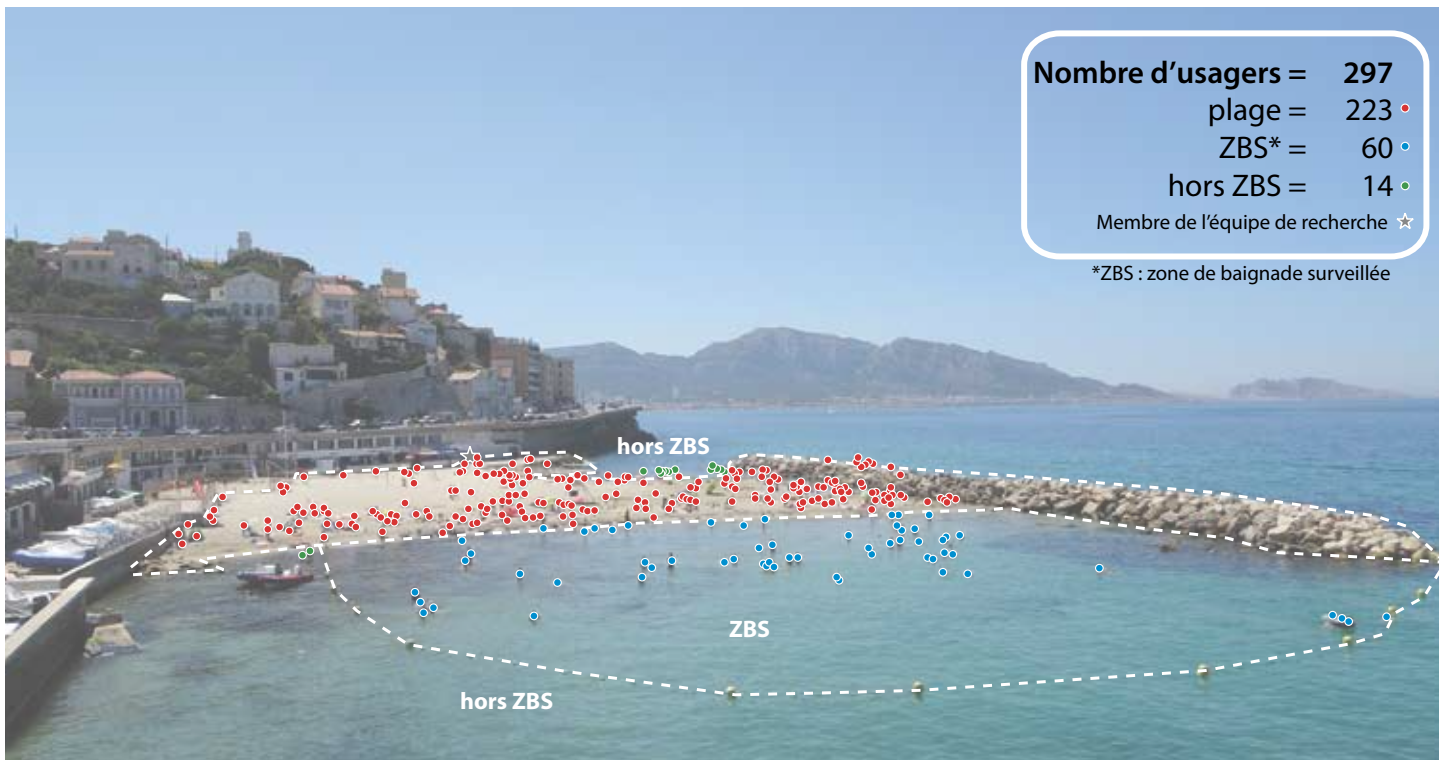 Nombre d'usagers = 297
plage = 223
ZBS* = 60
hors ZBS = 14
Membre de l'équipe de recherche
*ZBS : zone de baignade surveillée
hors ZBS
ZBS
hors ZBS